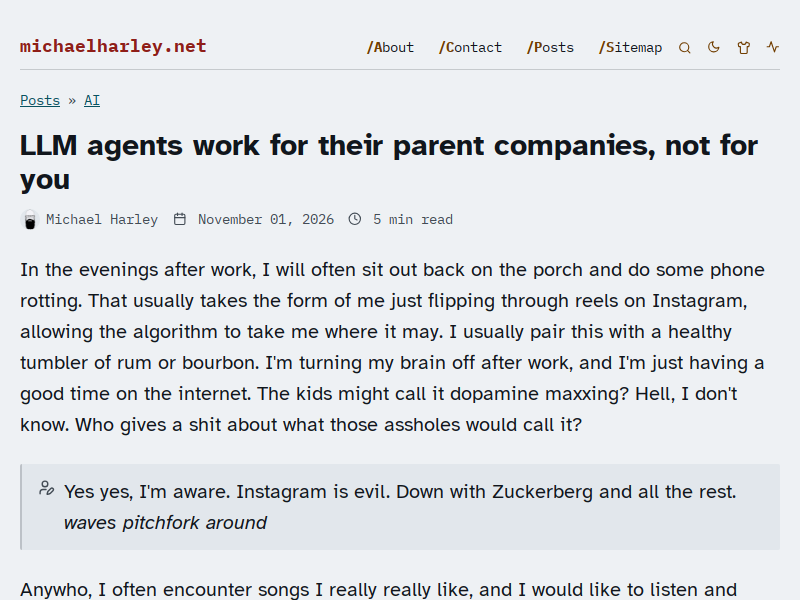 michaelharley.net
/About /Contact /Posts /Sitemap
Posts » AI
LLM agents work for their parent companies, not for
you
Michael Harley November 01, 2026 5 min read
In the evenings after work, I will often sit out back on the porch and do some phone
rotting. That usually takes the form of me just flipping through reels on Instagram,
allowing the algorithm to take me where it may. I usually pair this with a healthy
tumbler of rum or bourbon. I'm turning my brain off after work, and I'm just having a
good time on the internet. The kids might call it dopamine maxxing? Hell, I don't
know. Who gives a shit about what those assholes would call it?
Yes yes, I'm aware. Instagram is evil. Down with Zuckerberg and all the rest.
waves pitchfork around
Anywho, I often encounter songs I really really like, and I would like to listen and